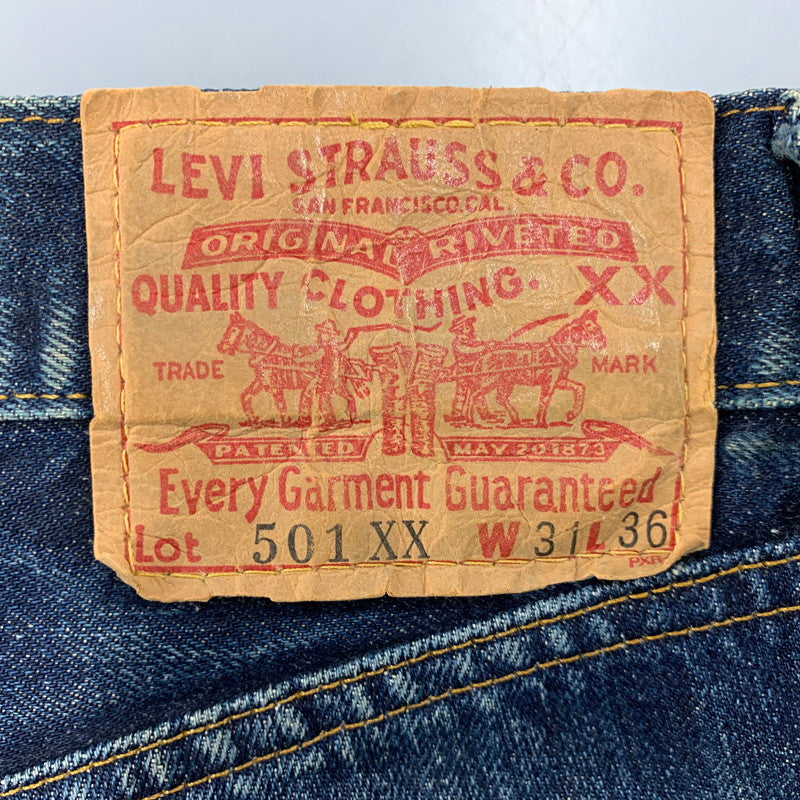 LEVI STRAUSS & CO.
SAN FRANCISCO, CAL.
ORIGINAL RIVETED
QUALITY CLOTHING. XX
TRADE MARK
PATENTED MAY 20 1873
Every Garment Guaranteed
Lot 501 XX W 31 L 36